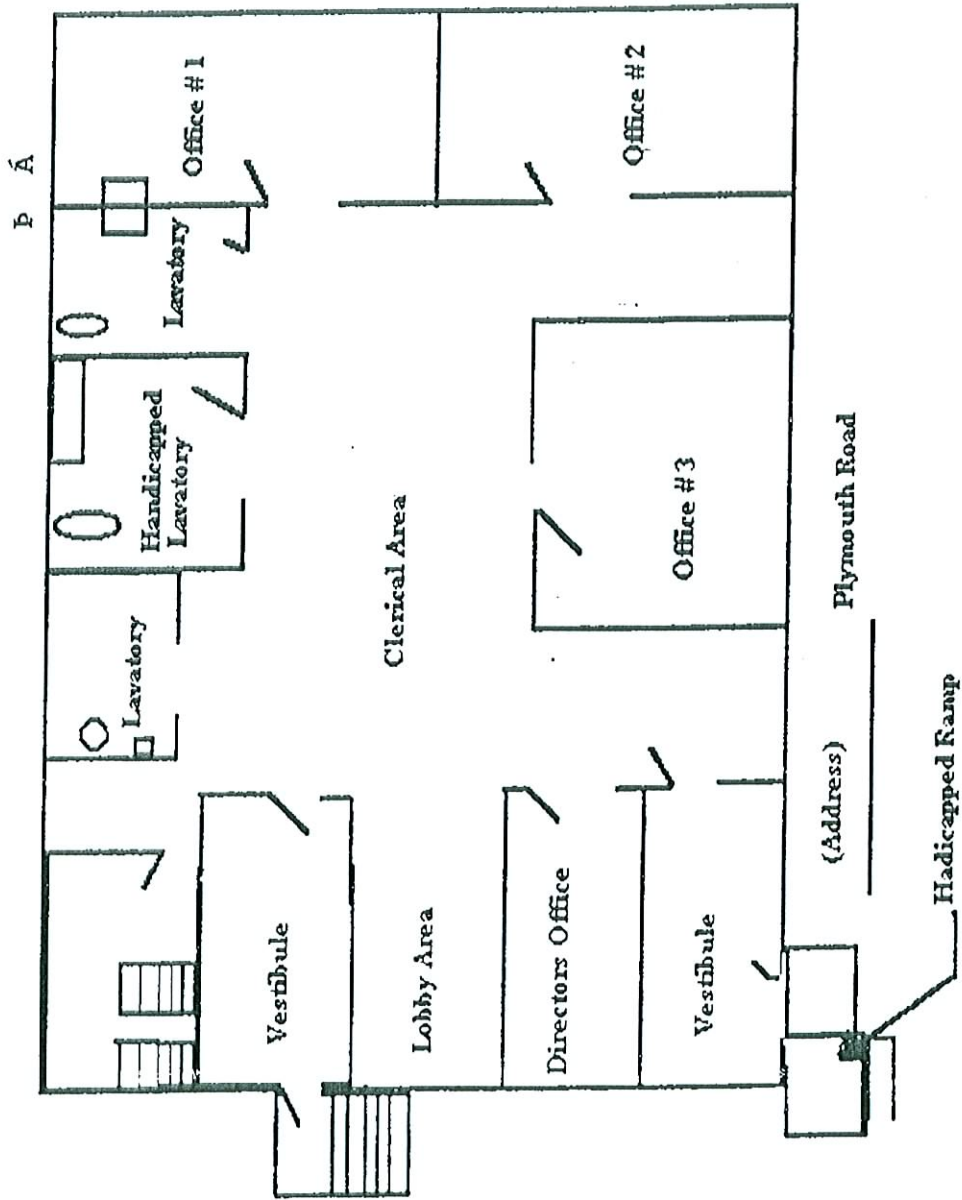 Þ
Lavatory
Handicapped
Lavatory
Lavatory
Office # 1
Vestibule
Clerical Area
Lobby Area
Directors Office
Office # 3
Office # 2
Vestibule
(Address)
Plymouth Road
Hadicapped Ramp